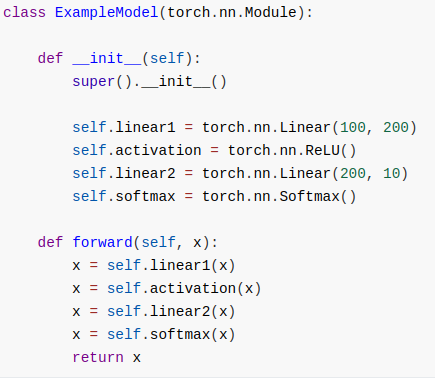 class ExampleModel(torch.nn.Module):
def __init__(self):
super().__init__()
self.linear1 = torch.nn.Linear(100, 200)
self.activation = torch.nn.ReLU()
self.linear2 = torch.nn.Linear(200, 10)
self.softmax = torch.nn.Softmax()
def forward(self, x):
x = self.linear1(x)
x = self.activation(x)
x = self.linear2(x)
x = self.softmax(x)
return x